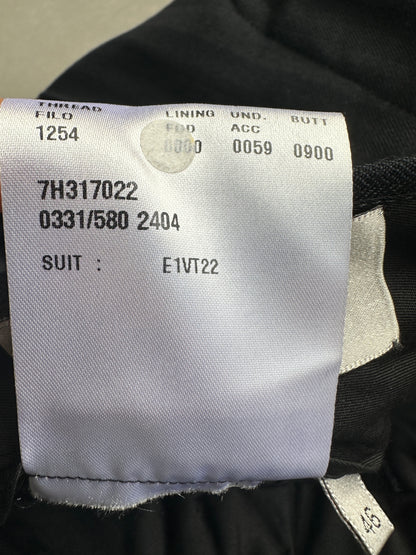 THREAD
FILO
1254
LINING UND. BUTT
FOD ACC
0000 0059 0900
7H317022
0331/580 2404
SUIT : E1VT22
46